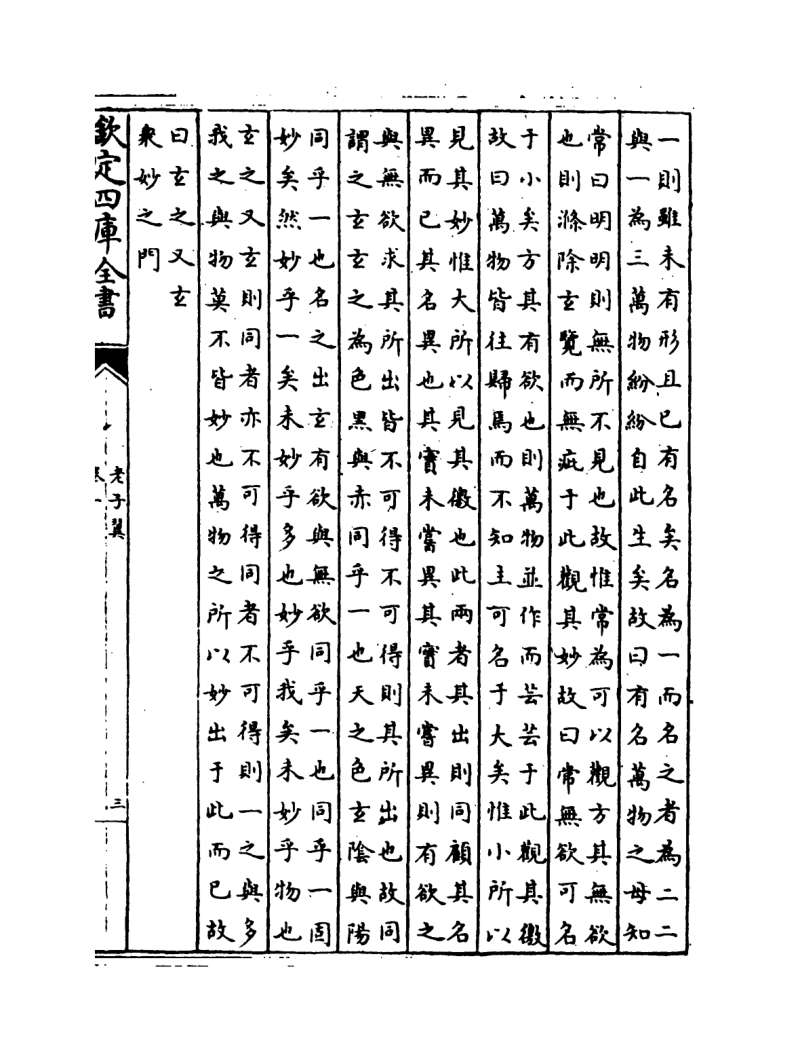 一則雖未有形且已有名矣名為一而名之者為二二
與一為三萬物紛紛自此生矣故曰有名萬物之母知
常曰明明則無所不見也故惟常為可以觀方其無欲
也則滌除玄覽而無疵于此觀其妙故曰常無欲可名
于小矣方其有欲也則萬物並作而芸芸于此觀其徼
故曰萬物皆往歸焉而不知主可名于大矣惟小所以
見其妙惟大所以見其徼也此兩者其出則同顧其名
異而已其名異也其實未嘗異其實未嘗異則有欲之
與無欲求其所出皆不可得不可得則其所出也故同
謂之玄玄之為色黑與赤同乎一也天之色玄陰與陽
同乎一也名之出玄有欲與無欲同乎一也同乎一固
妙矣然妙乎一矣未妙乎多也妙乎我矣未妙乎物也
玄之又玄則同者亦不可得同者不可得則一之與多
我之與物莫不皆妙也萬物之所以妙出于此而已故
曰玄之又玄
衆妙之門
欽定四庫全書
老子翼
卷一
三